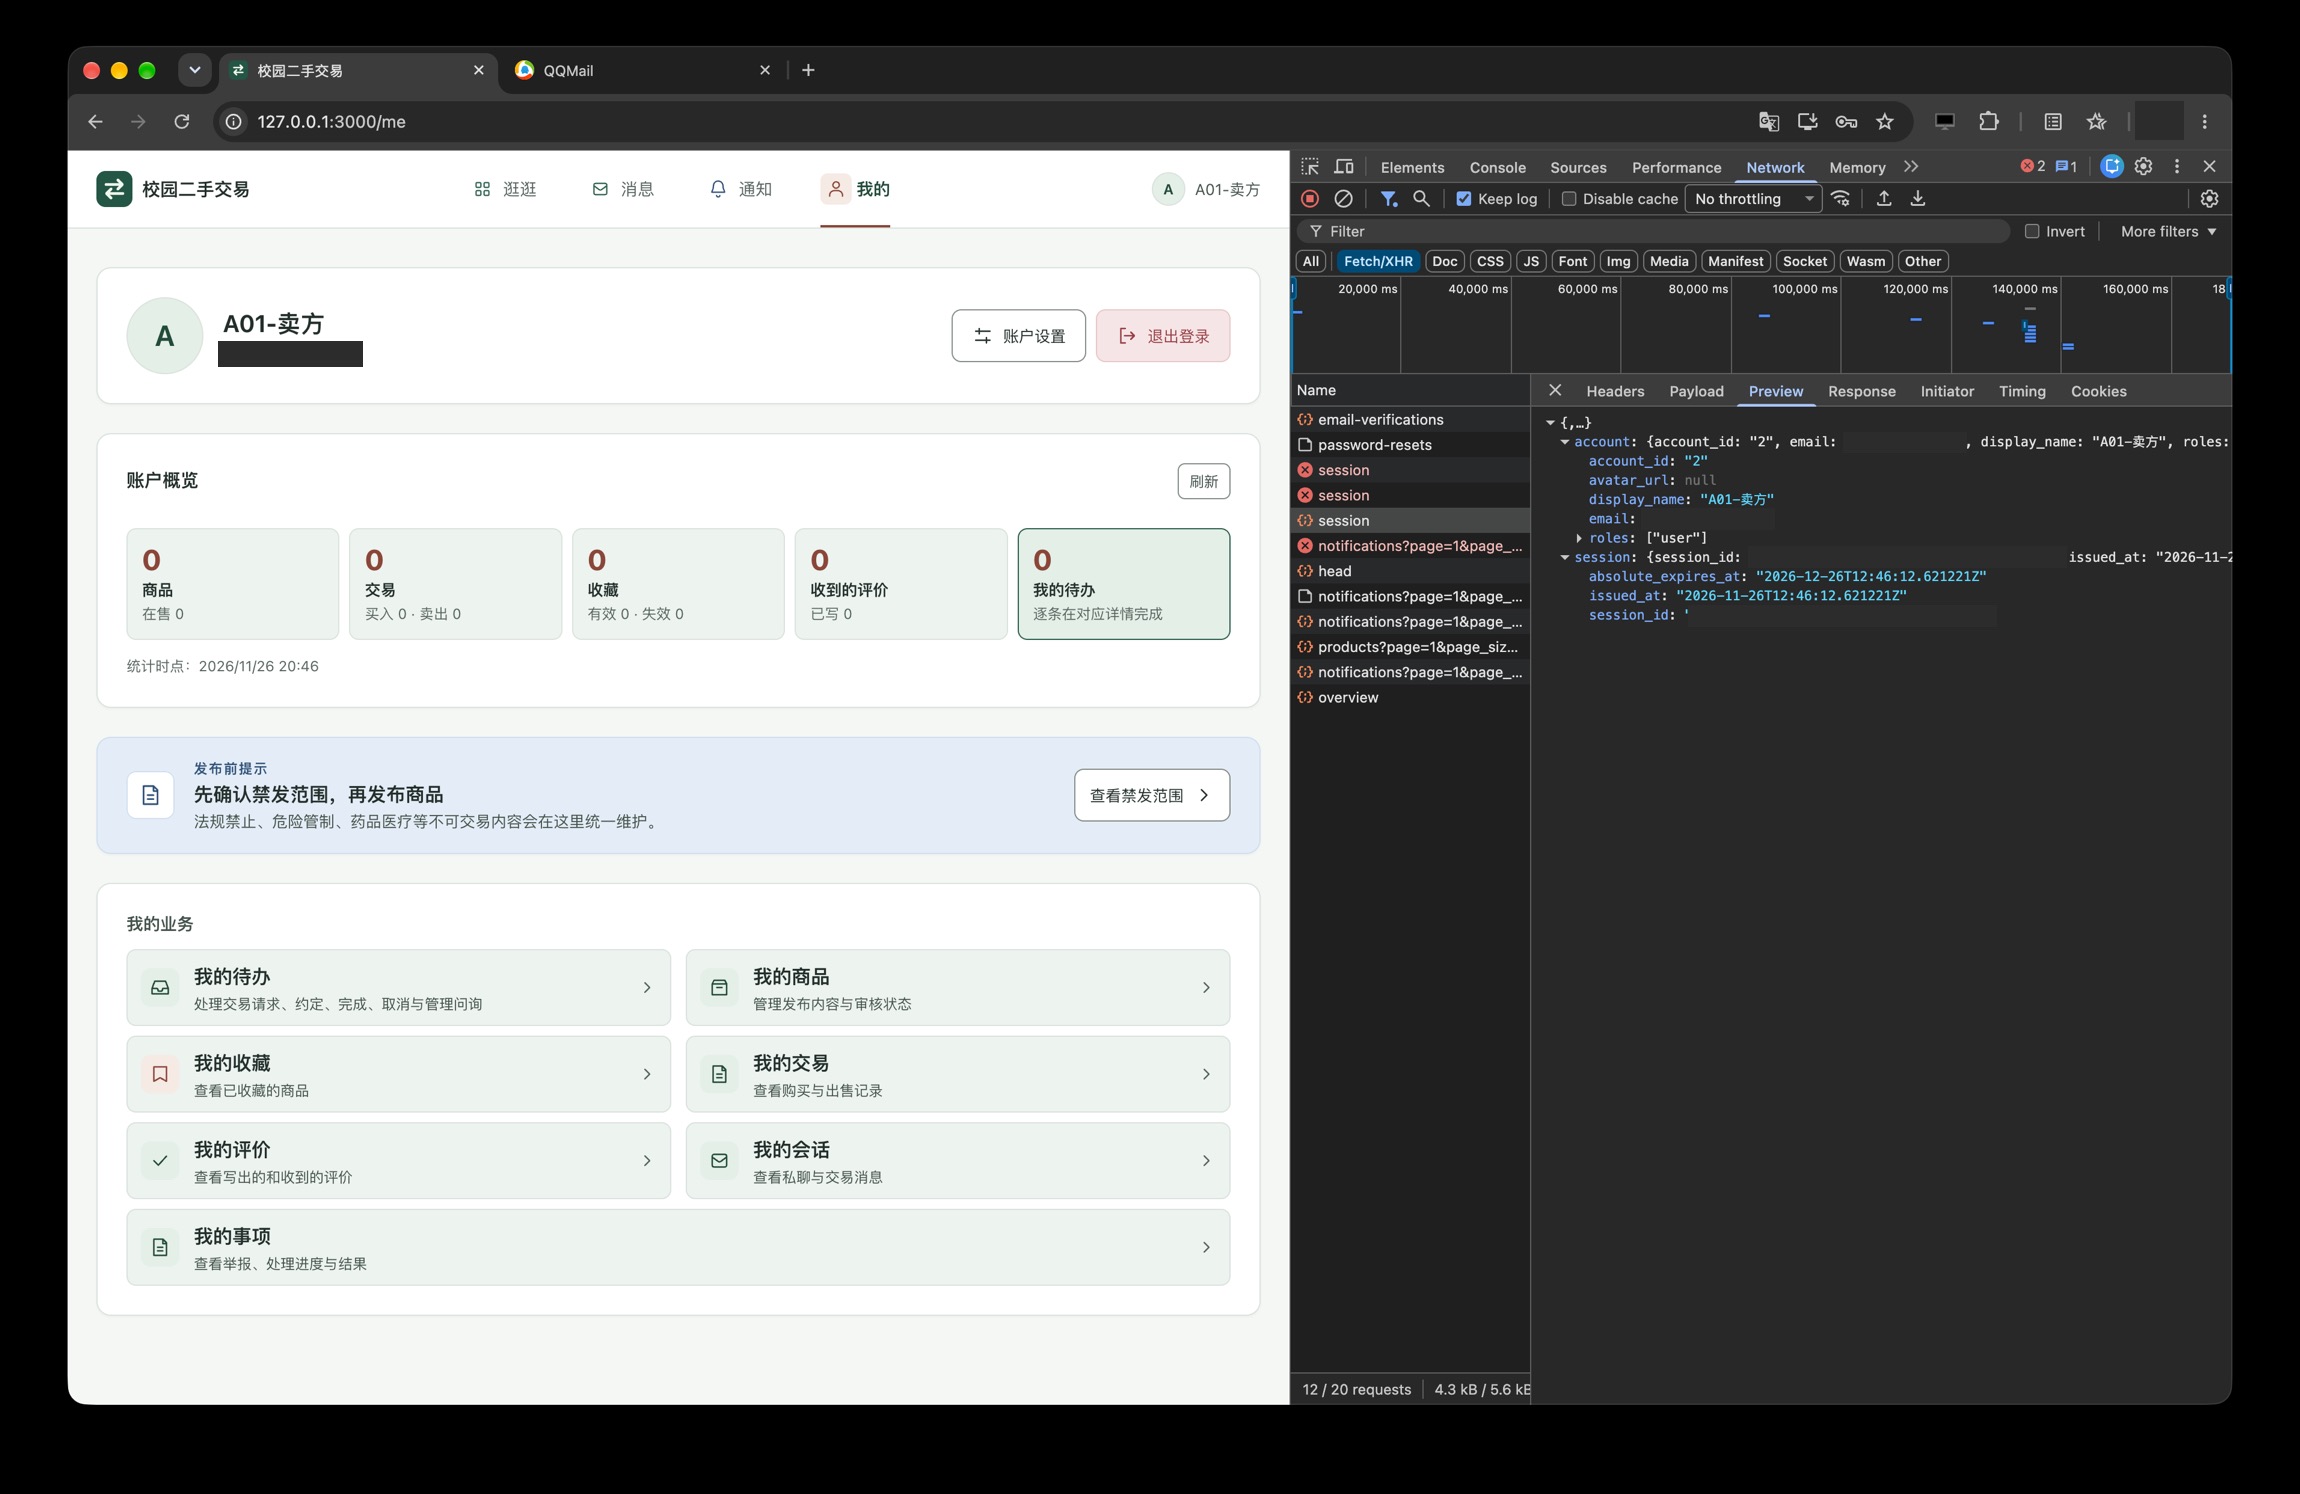 校园二手交易
QQMail
127.0.0.1:3000/me
校园二手交易
逛逛
消息
通知
我的
A
A01-卖方
A
A01-卖方
账户设置
退出登录
账户概览
刷新
0
商品
在售 0
0
交易
买入 0 · 卖出 0
0
收藏
有效 0 · 失效 0
0
收到的评价
已写 0
0
我的待办
逐条在对应详情完成
统计时点：2026/11/26 20:46
发布前提示
先确认禁发范围，再发布商品
法规禁止、危险管制、药品医疗等不可交易内容会在这里统一维护。
查看禁发范围
我的业务
我的待办
处理交易请求、约定、完成、取消与管理问询
我的商品
管理发布内容与审核状态
我的收藏
查看已收藏的商品
我的交易
查看购买与出售记录
我的评价
查看写出的和收到的评价
我的会话
查看私聊与交易消息
我的事项
查看举报、处理进度与结果
Elements Console Sources Performance Network Memory
2 1
Keep log Disable cache No throttling
Filter Invert More filters
All Fetch/XHR Doc CSS JS Font Img Media Manifest Socket Wasm Other
20,000 ms 40,000 ms 60,000 ms 80,000 ms 100,000 ms 120,000 ms 140,000 ms 160,000 ms 18
Name
email-verifications
password-resets
session
session
session
notifications?page=1&page_...
head
notifications?page=1&page_...
notifications?page=1&page_...
products?page=1&page_siz...
notifications?page=1&page_...
overview
12 / 20 requests 4.3 kB / 5.6 kB
Headers Payload Preview Response Initiator Timing Cookies
{,…}
account: {account_id: "2", email: , display_name: "A01-卖方", roles:
account_id: "2"
avatar_url: null
display_name: "A01-卖方"
email:
roles: ["user"]
session: {session_id: issued_at: "2026-11-2
absolute_expires_at: "2026-12-26T12:46:12.621221Z"
issued_at: "2026-11-26T12:46:12.621221Z"
session_id: '